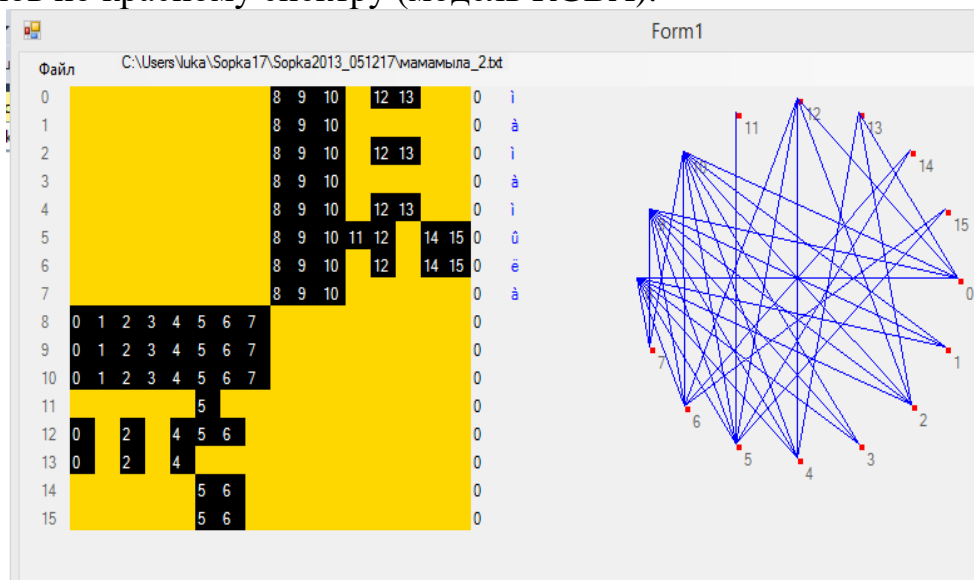 по красному спектру (модель RGBA).
Form1
Файл C:\Users\luka\Sopka17\Sopka2013_051217\мамамыла_2.txt
0 8 9 10 12 13 0 ì
1 8 9 10 0 à
2 8 9 10 12 13 0 ì
3 8 9 10 0 à
4 8 9 10 12 13 0 ì
5 8 9 10 11 12 14 15 0 û
6 8 9 10 12 14 15 0 ë
7 8 9 10 0 à
8 0 1 2 3 4 5 6 7 0
9 0 1 2 3 4 5 6 7 0
10 0 1 2 3 4 5 6 7 0
11 5 0
12 0 2 4 5 6 0
13 0 2 4 0
14 5 6 0
15 5 6 0
12
11
13
14
15
0
7
1
6
2
5
4
3